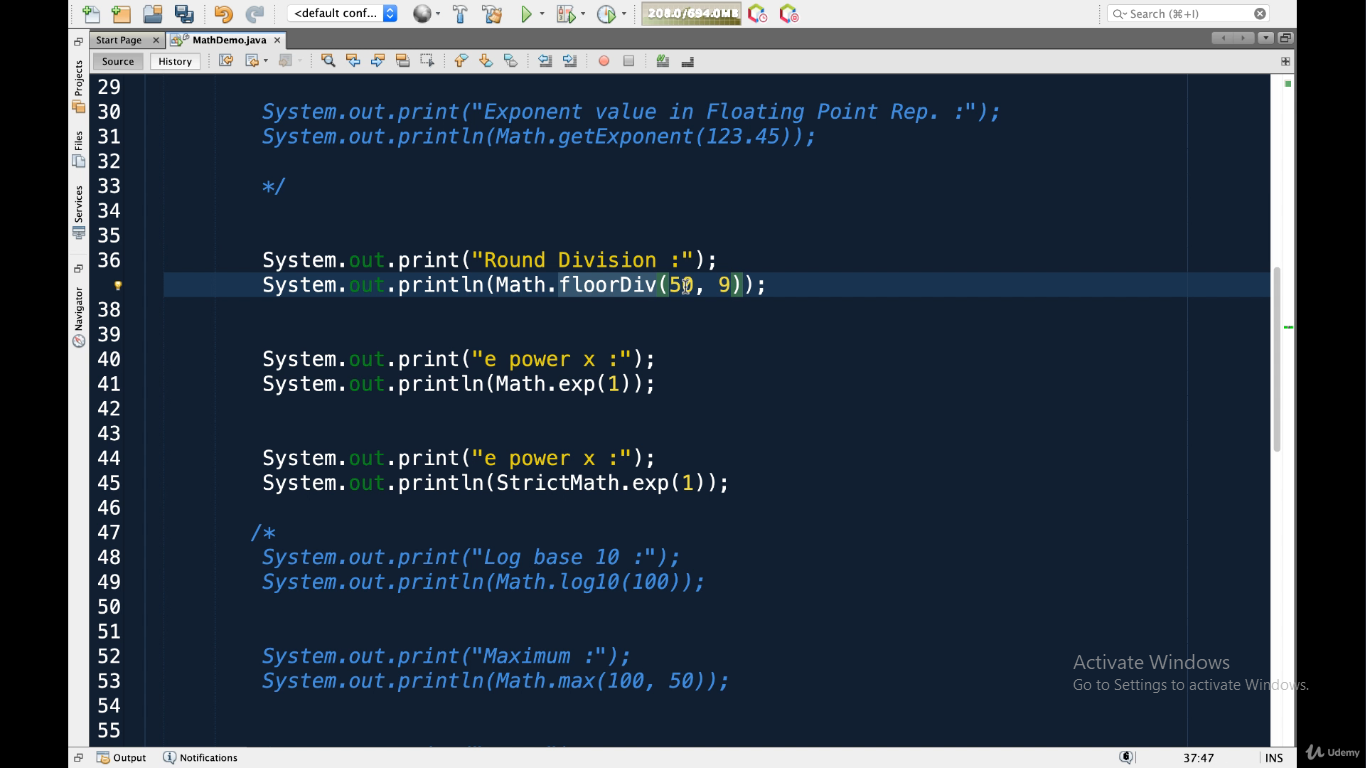 <default conf...
208.0/694.0MB
Search (⌘+I)
Start Page
MathDemo.java
Source
History
Projects
Files
Services
Navigator
29
30 System.out.print("Exponent value in Floating Point Rep. :");
31 System.out.println(Math.getExponent(123.45));
32
33 */
34
35
36 System.out.print("Round Division :");
System.out.println(Math.floorDiv(50, 9));
38
39
40 System.out.print("e power x :");
41 System.out.println(Math.exp(1));
42
43
44 System.out.print("e power x :");
45 System.out.println(StrictMath.exp(1));
46
47 /*
48 System.out.print("Log base 10 :");
49 System.out.println(Math.log10(100));
50
51
52 System.out.print("Maximum :");
53 System.out.println(Math.max(100, 50));
54
55
Activate Windows
Go to Settings to activate Windows.
Output
Notifications
6
37:47
INS
Udemy